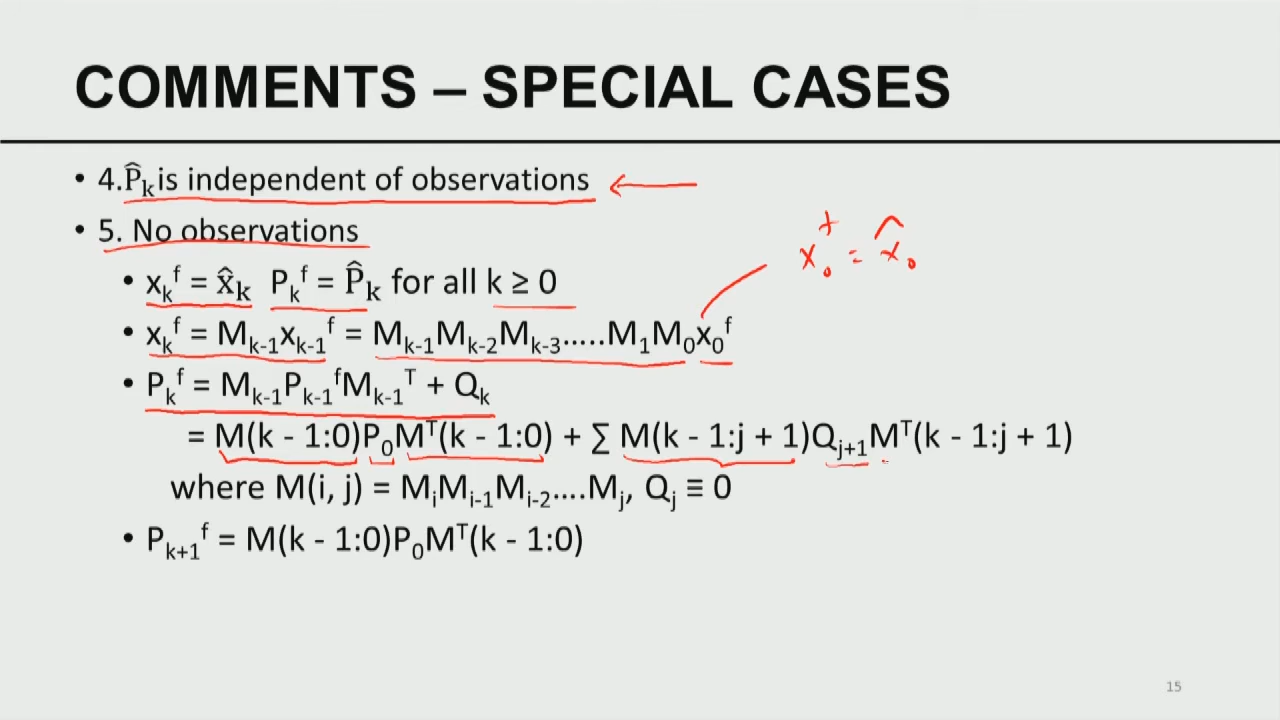 COMMENTS – SPECIAL CASES
• 4.P̂ₖ is independent of observations
• 5. No observations
x₀ᶠ = x̂₀
• xₖᶠ = x̂ₖ Pₖᶠ = P̂ₖ for all k ≥ 0
• xₖᶠ = Mₖ₋₁xₖ₋₁ᶠ = Mₖ₋₁Mₖ₋₂Mₖ₋₃.....M₁M₀x₀ᶠ
• Pₖᶠ = Mₖ₋₁Pₖ₋₁ᶠMₖ₋₁ᵀ + Qₖ
= M(k - 1:0)P₀Mᵀ(k - 1:0) + ∑ M(k - 1:j + 1)Qⱼ₊₁Mᵀ(k - 1:j + 1)
where M(i, j) = MᵢMᵢ₋₁Mᵢ₋₂....Mⱼ, Qⱼ ≡ 0
• Pₖ₊₁ᶠ = M(k - 1:0)P₀Mᵀ(k - 1:0)
15